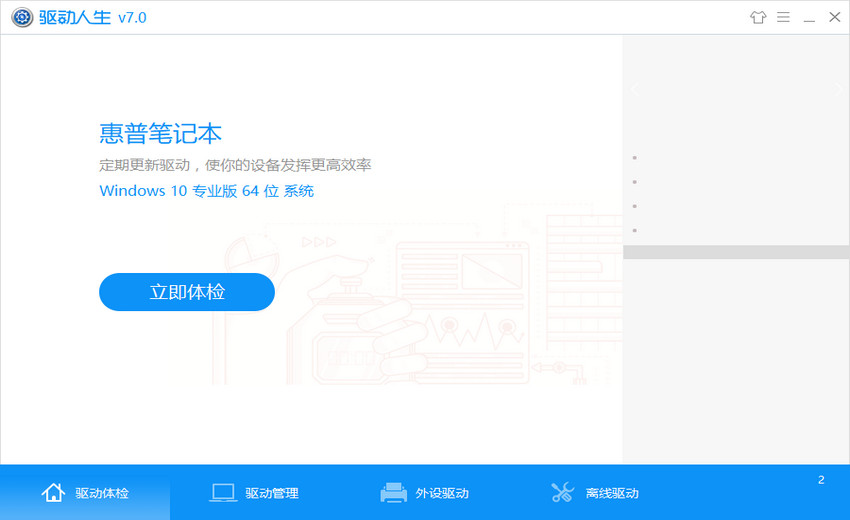 驱动人生 v7.0
惠普笔记本
定期更新驱动，使你的设备发挥更高效率
Windows 10 专业版 64 位 系统
立即体检
驱动体检
驱动管理
外设驱动
离线驱动
2